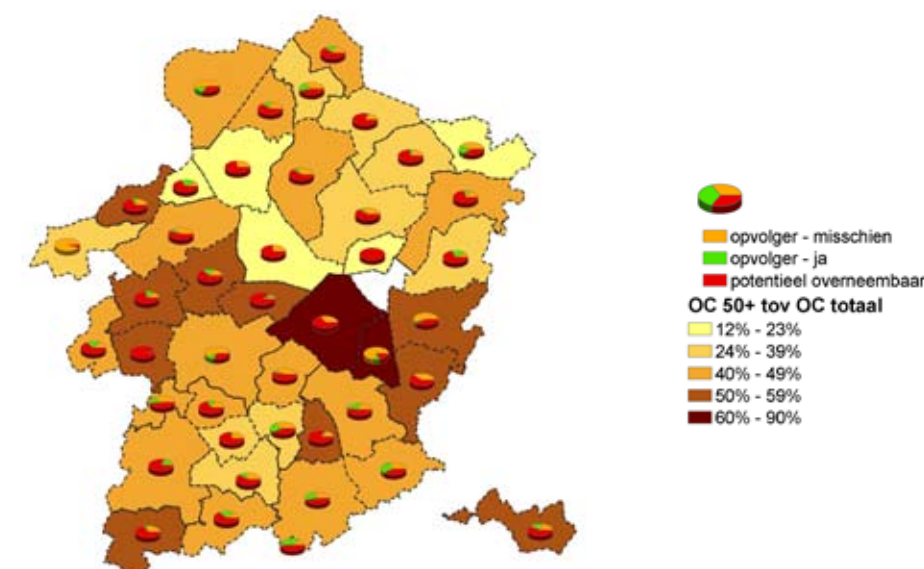 opvolger - misschien
opvolger - ja
potentieel overneembaar
OC 50+ tov OC totaal
12% - 23%
24% - 39%
40% - 49%
50% - 59%
60% - 90%